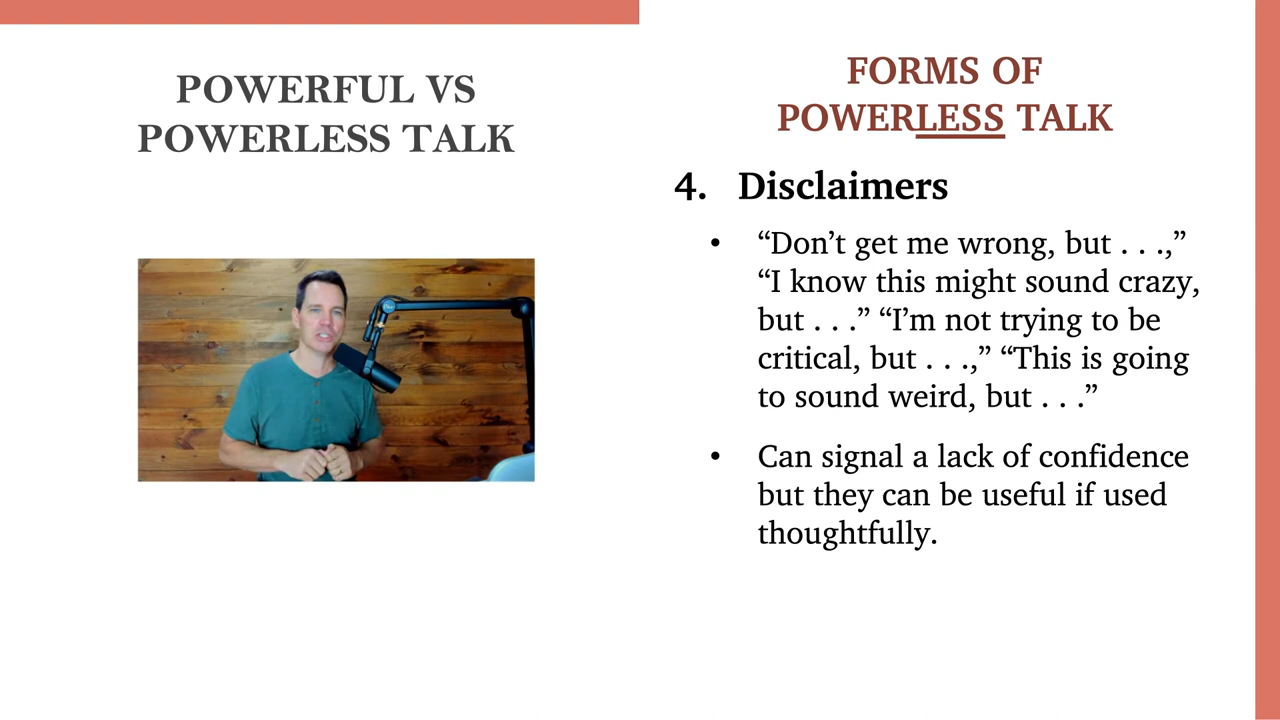 POWERFUL VS
POWERLESS TALK
FORMS OF
POWERLESS TALK
4. Disclaimers
• “Don’t get me wrong, but . . .,”
“I know this might sound crazy,
but . . .” “I’m not trying to be
critical, but . . .,” “This is going
to sound weird, but . . .”
• Can signal a lack of confidence
but they can be useful if used
thoughtfully.